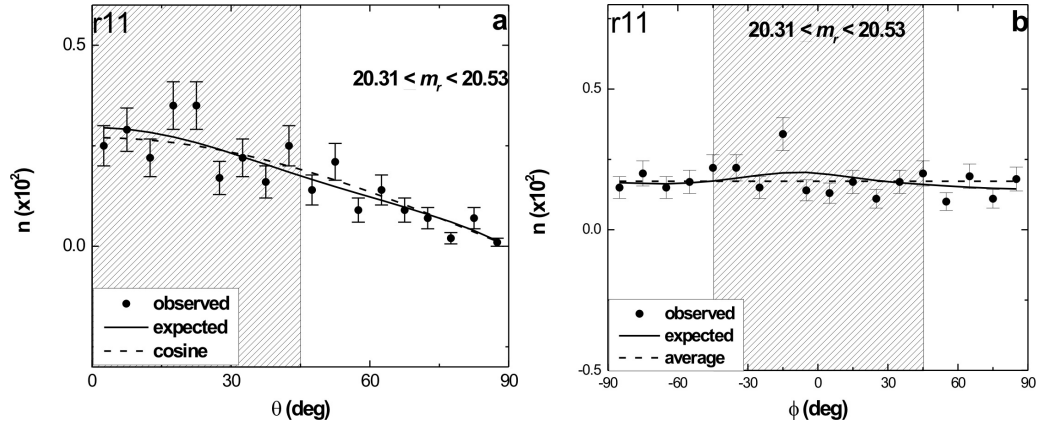 r11
a
20.31 < m_r < 20.53
0.5
0.0
n (x10²)
observed
expected
cosine
0
30
60
90
θ (deg)
r11
b
20.31 < m_r < 20.53
0.5
0.0
-0.5
n (x10²)
observed
expected
average
-90
-60
-30
0
30
60
90
ϕ (deg)